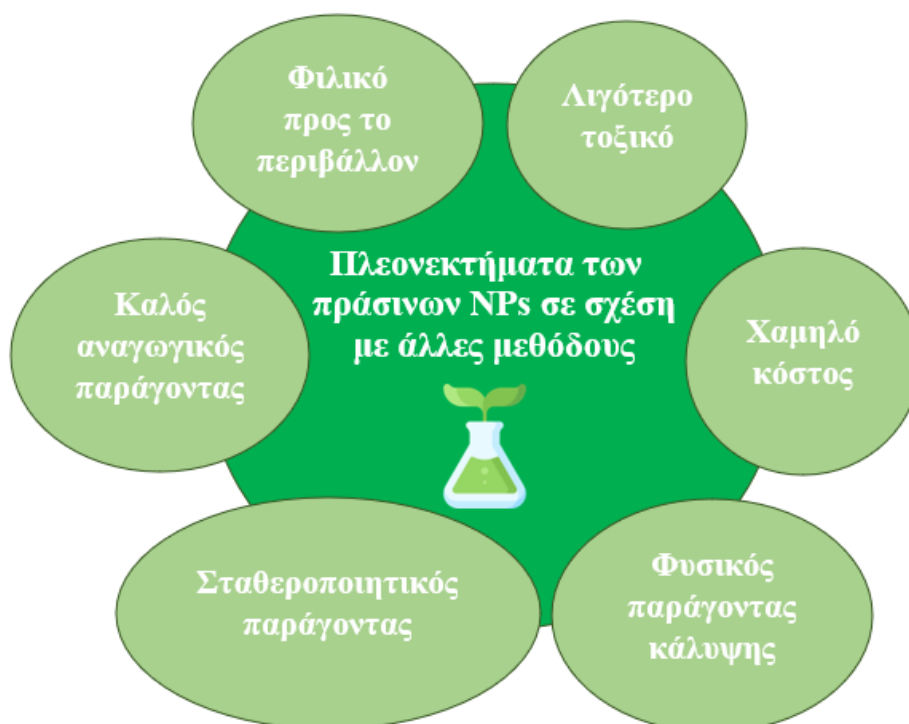 Φιλικό
προς το
περιβάλλον
Λιγότερο
τοξικό
Πλεονεκτήματα των
πράσινων NPs σε σχέση
με άλλες μεθόδους
Καλός
αναγωγικός
παράγοντας
Χαμηλό
κόστος
Σταθεροποιητικός
παράγοντας
Φυσικός
παράγοντας
κάλυψης